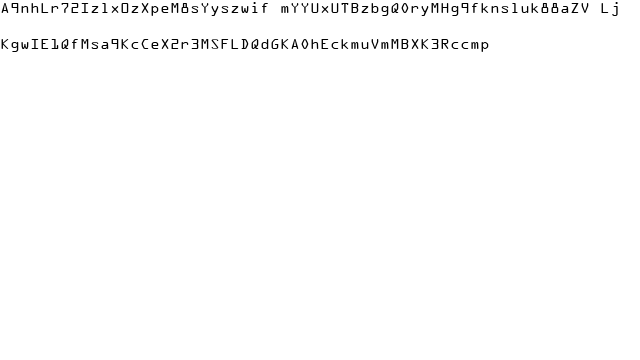 A9nhLr72IzlxOzXpeM8sYyszwif mYYUxUTBzbgQ0ryMHg9fknsluk88aZV Lj
KgwIE1QfMsa9KcCeX2r3MSFLDQdGKA0hEckmuVmMBXK3Rccmp